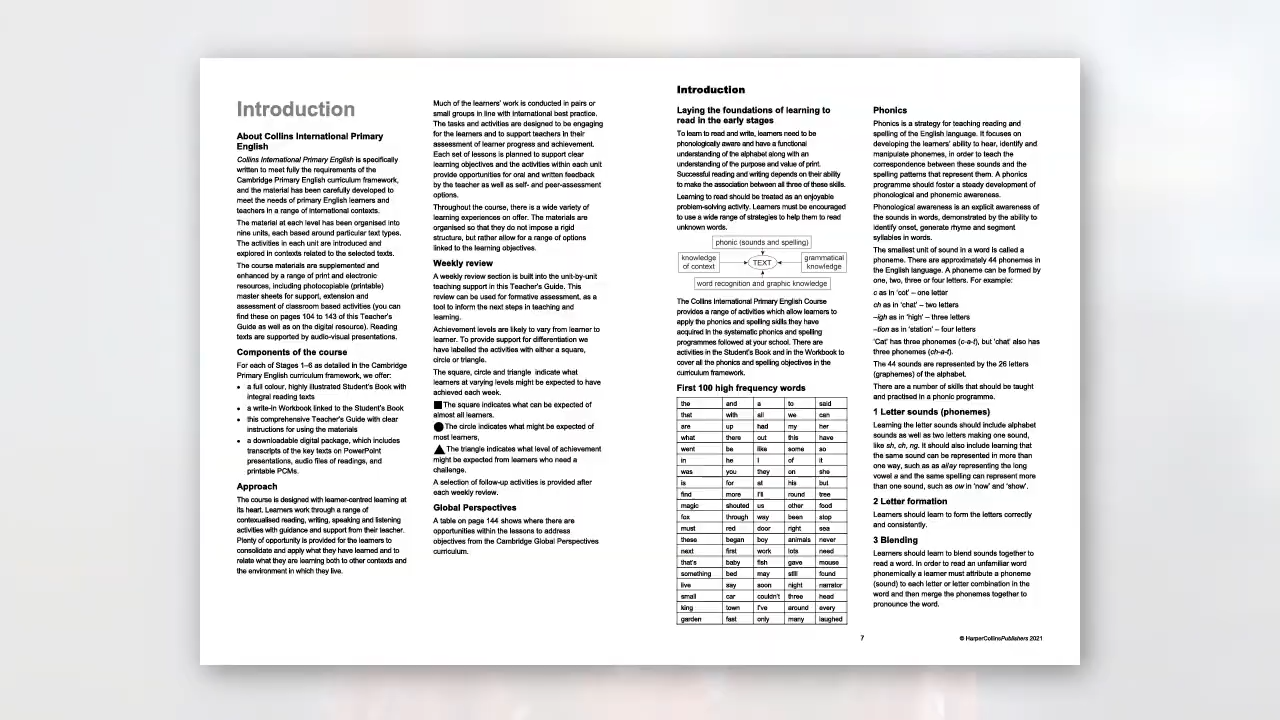 Introduction
About Collins International Primary
English
Collins International Primary English is specifically
written to meet fully the requirements of the
Cambridge Primary English curriculum framework,
and the material has been carefully developed to
meet the needs of primary English learners and
teachers in a range of international contexts.
The material at each level has been organised into
nine units, each based around particular text types.
The activities in each unit are introduced and
explored in contexts related to the selected texts.
The course materials are supplemented and
enhanced by a range of print and electronic
resources, including photocopiable (printable)
master sheets for support, extension and
assessment of classroom based activities (you can
find these on pages 104 to 143 of this Teacher's
Guide as well as on the digital resource). Reading
texts are supported by audio-visual presentations.
Components of the course
For each of Stages 1–6 as detailed in the Cambridge
Primary English curriculum framework, we offer:
• a full colour, highly illustrated Student's Book with
integral reading texts
• a write-in Workbook linked to the Student's Book
• this comprehensive Teacher's Guide with clear
instructions for using the materials
• a downloadable digital package, which includes
transcripts of the key texts on PowerPoint
presentations, audio files of readings, and
printable PCMs.
Approach
The course is designed with learner-centred learning at
its heart. Learners work through a range of
contextualised reading, writing, speaking and listening
activities with guidance and support from their teacher.
Plenty of opportunity is provided for the learners to
consolidate and apply what they have learned and to
relate what they are learning both to other contexts and
the environment in which they live.
Much of the learners' work is conducted in pairs or
small groups in line with international best practice.
The tasks and activities are designed to be engaging
for the learners and to support teachers in their
assessment of learner progress and achievement.
Each set of lessons is planned to support clear
learning objectives and the activities within each unit
provide opportunities for oral and written feedback
by the teacher as well as self- and peer-assessment
options.
Throughout the course, there is a wide variety of
learning experiences on offer. The materials are
organised so that they do not impose a rigid
structure, but rather allow for a range of options
linked to the learning objectives.
Weekly review
A weekly review section is built into the unit-by-unit
teaching support in this Teacher's Guide. This
review can be used for formative assessment, as a
tool to inform the next steps in teaching and
learning.
Achievement levels are likely to vary from learner to
learner. To provide support for differentiation we
have labelled the activities with either a square,
circle or triangle.
The square, circle and triangle indicate what
learners at varying levels might be expected to have
achieved each week.
The square indicates what can be expected of
almost all learners.
The circle indicates what might be expected of
most learners,
The triangle indicates what level of achievement
might be expected from learners who need a
challenge.
A selection of follow-up activities is provided after
each weekly review.
Global Perspectives
A table on page 144 shows where there are
opportunities within the lessons to address
objectives from the Cambridge Global Perspectives
curriculum.
Introduction
Laying the foundations of learning to
read in the early stages
To learn to read and write, learners need to be
phonologically aware and have a functional
understanding of the alphabet along with an
understanding of the purpose and value of print.
Successful reading and writing depends on their ability
to make the association between all three of these skills.
Learning to read should be treated as an enjoyable
problem-solving activity. Learners must be encouraged
to use a wide range of strategies to help them to read
unknown words.
phonic (sounds and spelling)
knowledge
of context
TEXT
grammatical
knowledge
word recognition and graphic knowledge
The Collins International Primary English Course
provides a range of activities which allow learners to
apply the phonics and spelling skills they have
acquired in the systematic phonics and spelling
programmes followed at your school. There are
activities in the Student's Book and in the Workbook to
cover all the phonics and spelling objectives in the
curriculum framework.
First 100 high frequency words
the and a to said
that with all we can
are up had my her
what there out this have
went be like some so
in he I of it
was you they on she
is for at his but
find more I'll round tree
magic shouted us other food
fox through way been stop
must red door right sea
these began boy animals never
next first work lots need
that's baby fish gave mouse
something bed may still found
live say soon night narrator
small car couldn't three head
king town I've around every
garden fast only many laughed
Phonics
Phonics is a strategy for teaching reading and
spelling of the English language. It focuses on
developing the learners' ability to hear, identify and
manipulate phonemes, in order to teach the
correspondence between these sounds and the
spelling patterns that represent them. A phonics
programme should foster a steady development of
phonological and phonemic awareness.
Phonological awareness is an explicit awareness of
the sounds in words, demonstrated by the ability to
identify onset, generate rhyme and segment
syllables in words.
The smallest unit of sound in a word is called a
phoneme. There are approximately 44 phonemes in
the English language. A phoneme can be formed by
one, two, three or four letters. For example:
c as in 'cot' – one letter
ch as in 'chat' – two letters
–igh as in 'high' – three letters
–tion as in 'station' – four letters
'Cat' has three phonemes (c-a-t), but 'chat' also has
three phonemes (ch-a-t).
The 44 sounds are represented by the 26 letters
(graphemes) of the alphabet.
There are a number of skills that should be taught
and practised in a phonic programme.
1 Letter sounds (phonemes)
Learning the letter sounds should include alphabet
sounds as well as two letters making one sound,
like sh, ch, ng. It should also include learning that
the same sound can be represented in more than
one way, such as as ai/ay representing the long
vowel a and the same spelling can represent more
than one sound, such as ow in 'now' and 'show'.
2 Letter formation
Learners should learn to form the letters correctly
and consistently.
3 Blending
Learners should learn to blend sounds together to
read a word. In order to read an unfamiliar word
phonemically a learner must attribute a phoneme
(sound) to each letter or letter combination in the
word and then merge the phonemes together to
pronounce the word.
7
© HarperCollinsPublishers 2021